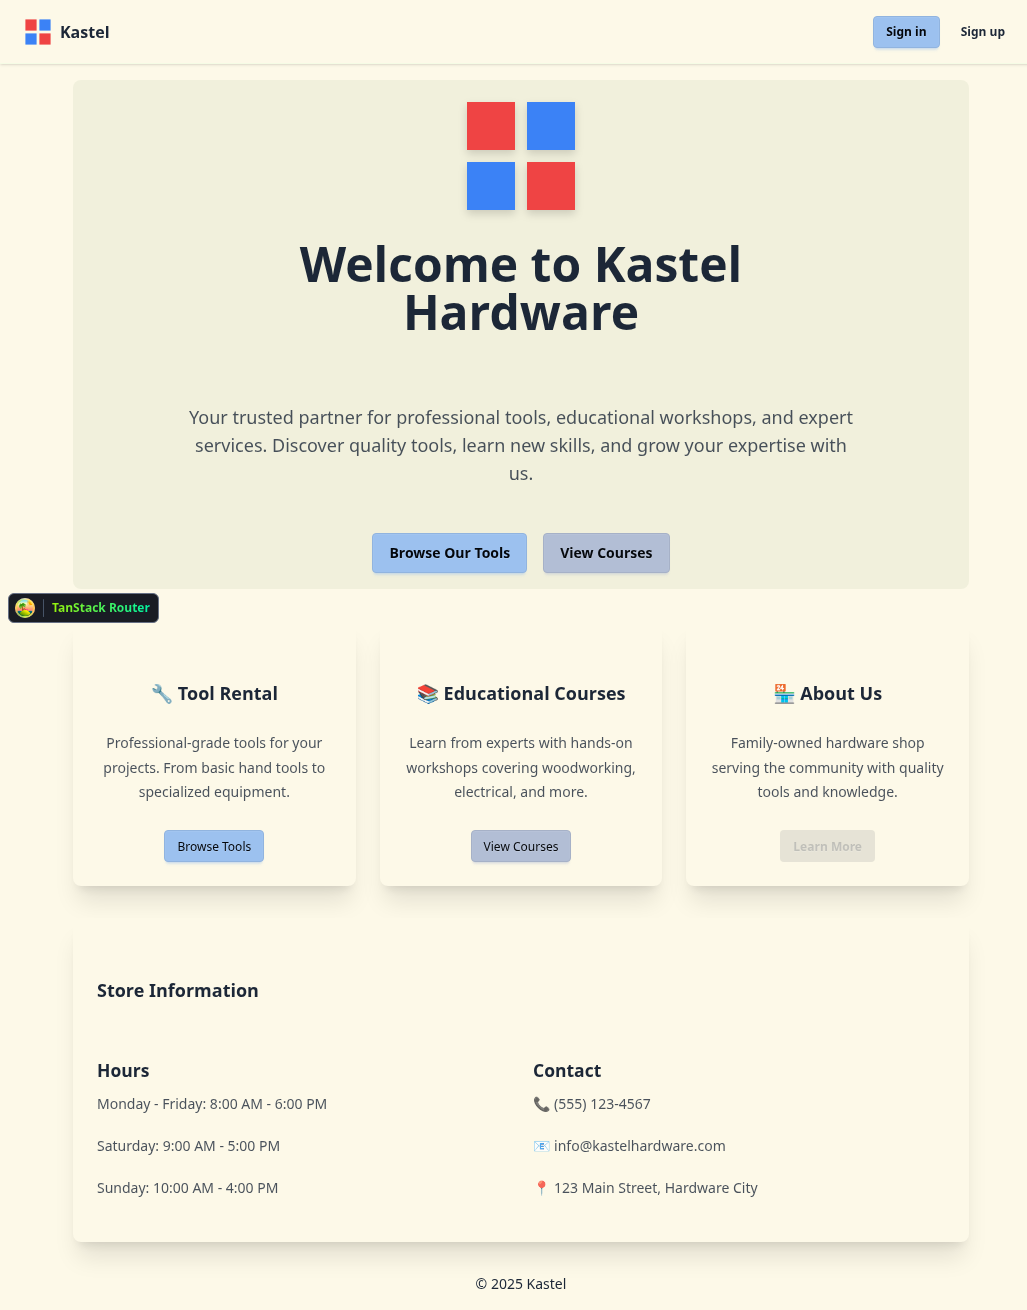 Kastel
Sign in
Sign up
Welcome to Kastel
Hardware
Your trusted partner for professional tools, educational workshops, and expert
services. Discover quality tools, learn new skills, and grow your expertise with
us.
Browse Our Tools
View Courses
TanStack Router
🔧 Tool Rental
Professional-grade tools for your
projects. From basic hand tools to
specialized equipment.
Browse Tools
📚 Educational Courses
Learn from experts with hands-on
workshops covering woodworking,
electrical, and more.
View Courses
🏪 About Us
Family-owned hardware shop
serving the community with quality
tools and knowledge.
Learn More
Store Information
Hours
Monday - Friday: 8:00 AM - 6:00 PM
Saturday: 9:00 AM - 5:00 PM
Sunday: 10:00 AM - 4:00 PM
Contact
📞 (555) 123-4567
📧 info@kastelhardware.com
📍 123 Main Street, Hardware City
© 2025 Kastel